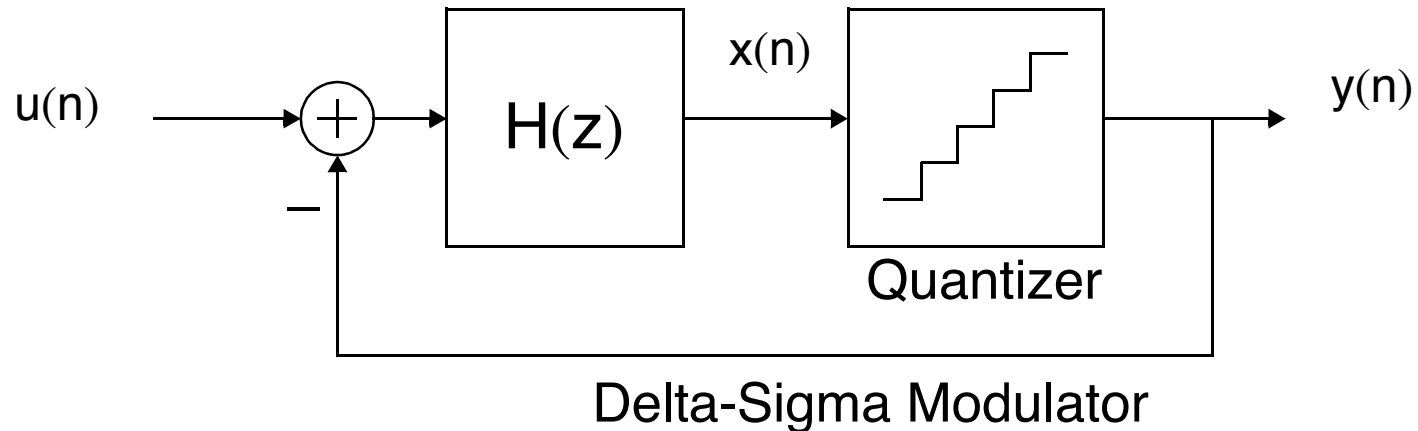 u(n)
H(z)
x(n)
y(n)
Quantizer
Delta-Sigma Modulator